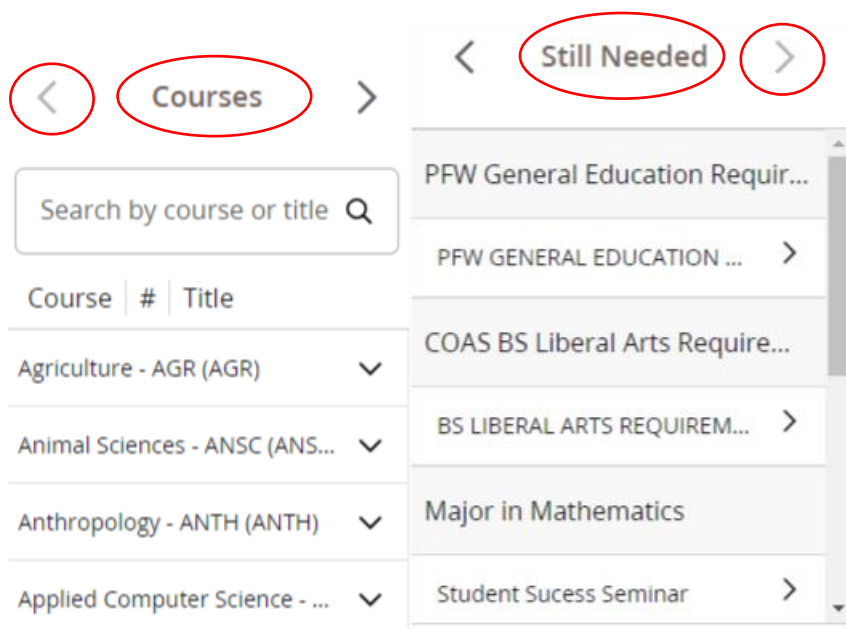 Courses
Search by course or title
Course # Title
Agriculture - AGR (AGR)
Animal Sciences - ANSC (ANS...
Anthropology - ANTH (ANTH)
Applied Computer Science - ...
Still Needed
PFW General Education Requir...
PFW GENERAL EDUCATION ...
COAS BS Liberal Arts Require...
BS LIBERAL ARTS REQUIREM...
Major in Mathematics
Student Sucess Seminar